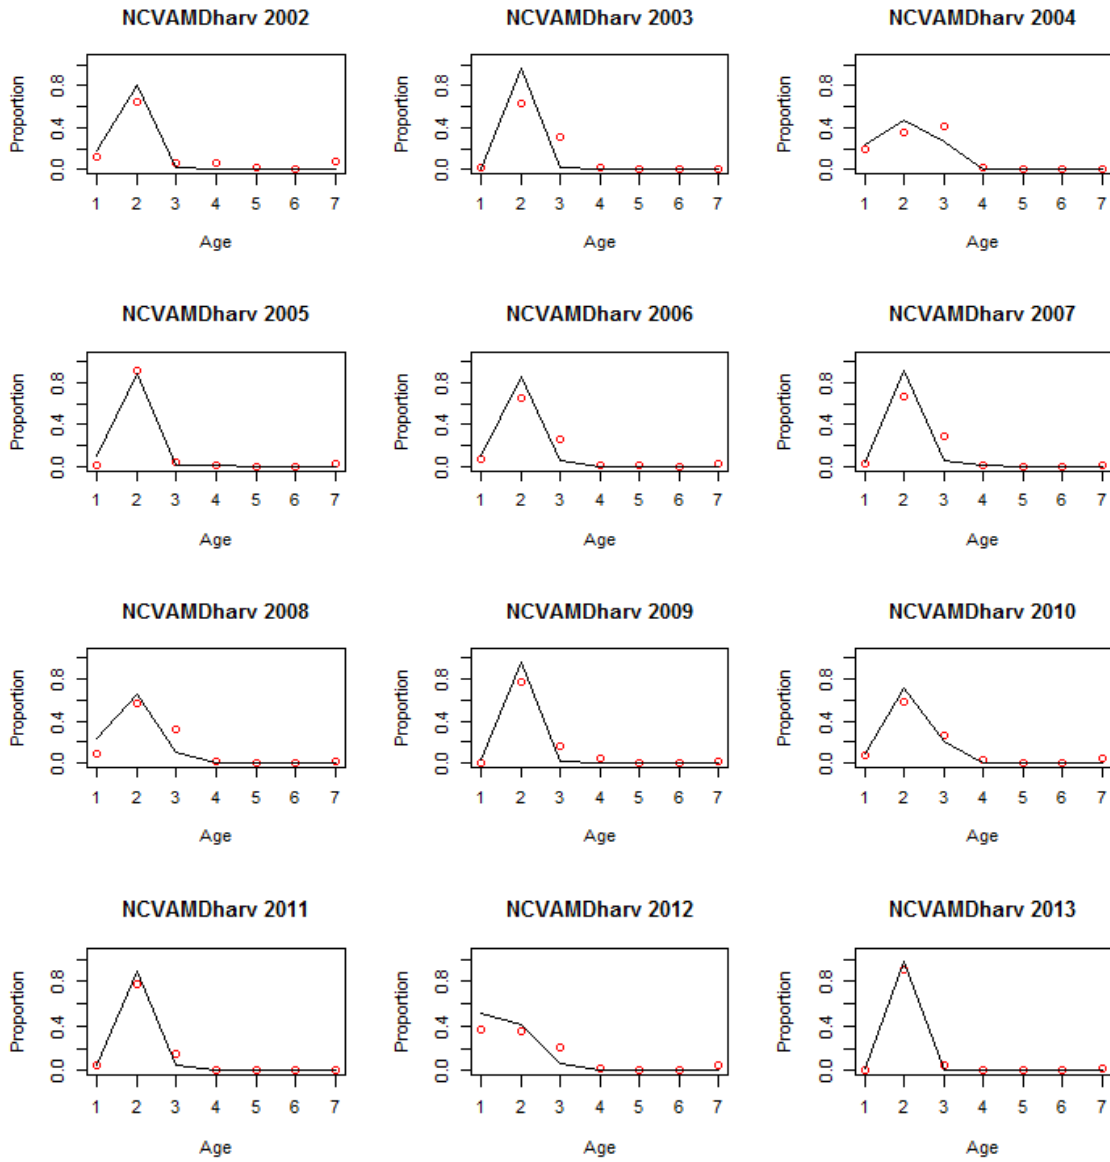 NCVAMDharv 2002 NCVAMDharv 2003 NCVAMDharv 2004
Proportion 0.0 0.4 0.8 Proportion 0.0 0.4 0.8 Proportion 0.0 0.4 0.8
1 2 3 4 5 6 7 1 2 3 4 5 6 7 1 2 3 4 5 6 7
Age Age Age
NCVAMDharv 2005 NCVAMDharv 2006 NCVAMDharv 2007
Proportion 0.0 0.4 0.8 Proportion 0.0 0.4 0.8 Proportion 0.0 0.4 0.8
1 2 3 4 5 6 7 1 2 3 4 5 6 7 1 2 3 4 5 6 7
Age Age Age
NCVAMDharv 2008 NCVAMDharv 2009 NCVAMDharv 2010
Proportion 0.0 0.4 0.8 Proportion 0.0 0.4 0.8 Proportion 0.0 0.4 0.8
1 2 3 4 5 6 7 1 2 3 4 5 6 7 1 2 3 4 5 6 7
Age Age Age
NCVAMDharv 2011 NCVAMDharv 2012 NCVAMDharv 2013
Proportion 0.0 0.4 0.8 Proportion 0.0 0.4 0.8 Proportion 0.0 0.4 0.8
1 2 3 4 5 6 7 1 2 3 4 5 6 7 1 2 3 4 5 6 7
Age Age Age